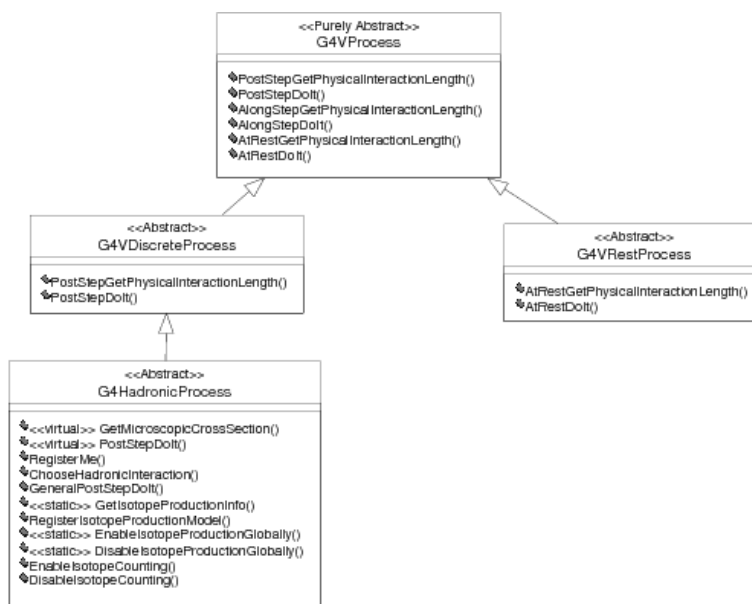 <<Purely Abstract>>
G4VProcess
PostStepGetPhysicalInteractionLength()
PostStepDoIt()
AlongStepGetPhysicalInteractionLength()
AlongStepDoIt()
AtRestGetPhysicalInteractionLength()
AtRestDoIt()
<<Abstract>>
G4VDiscreteProcess
PostStepGetPhysicalInteractionLength()
PostStepDoIt()
<<Abstract>>
G4VRestProcess
AtRestGetPhysicalInteractionLength()
AtRestDoIt()
<<Abstract>>
G4HadronicProcess
<<virtual>> GetMicroscopicCrossSection()
<<virtual>> PostStepDoIt()
RegisterMe()
ChooseHadronicInteraction()
GeneralPostStepDoIt()
<<static>> GetIsotopeProductionInfo()
RegisterIsotopeProductionModel()
<<static>> EnableIsotopeProductionGlobally()
<<static>> DisableIsotopeProductionGlobally()
EnableIsotopeCounting()
DisableIsotopeCounting()